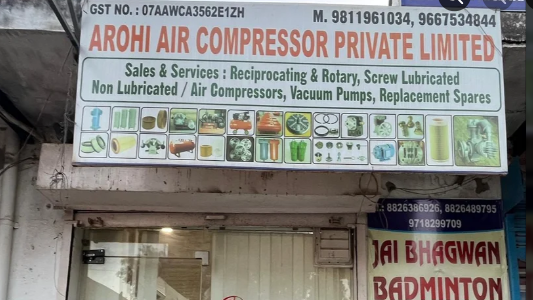 GST NO. : 07AAWCA3562E1ZH
M. 9811961034, 9667534844
AROHI AIR COMPRESSOR PRIVATE LIMITED
Sales & Services : Reciprocating & Rotary, Screw Lubricated
Non Lubricated / Air Compressors, Vacuum Pumps, Replacement Spares
: 8826386926, 8826489795
9718299709
JAI BHAGWAN
BADMINTON